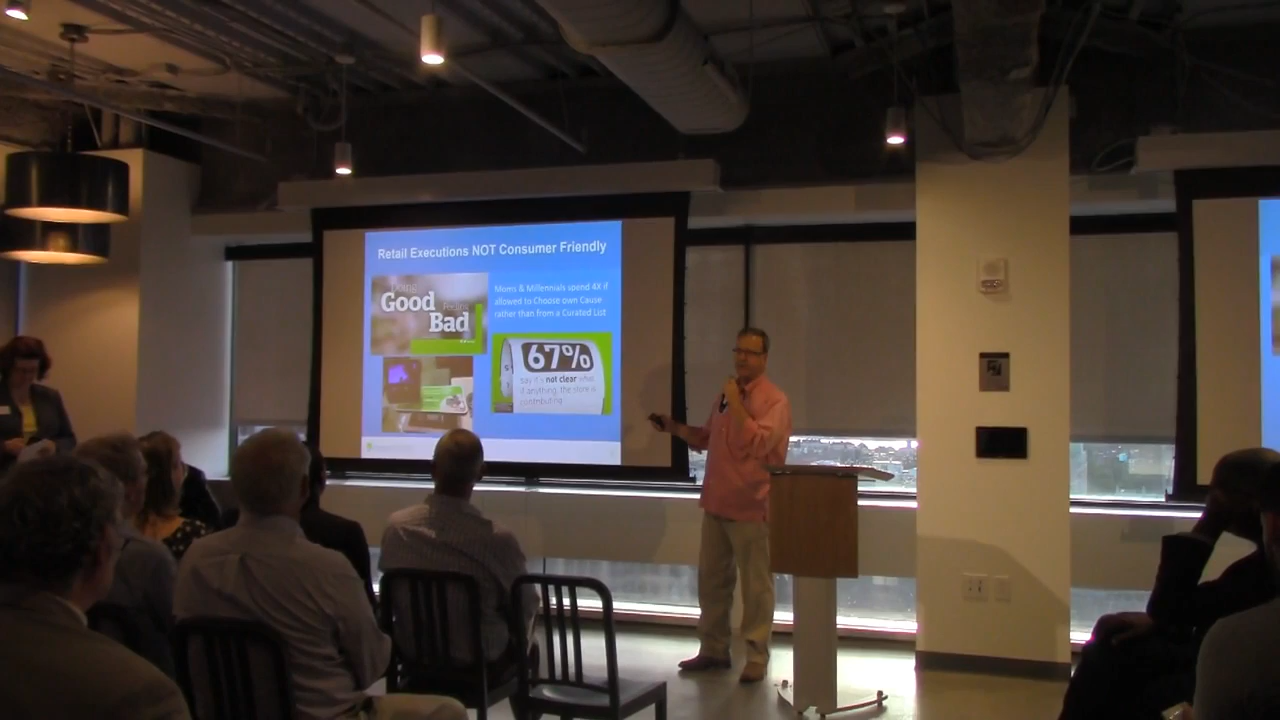 Retail Executions NOT Consumer Friendly
Doing
Good
Feeling
Bad
Moms & Millennials spend 4X if
allowed to Choose own Cause
rather than from a Curated List
67%
say it's not clear what
if anything, the store is
contributing